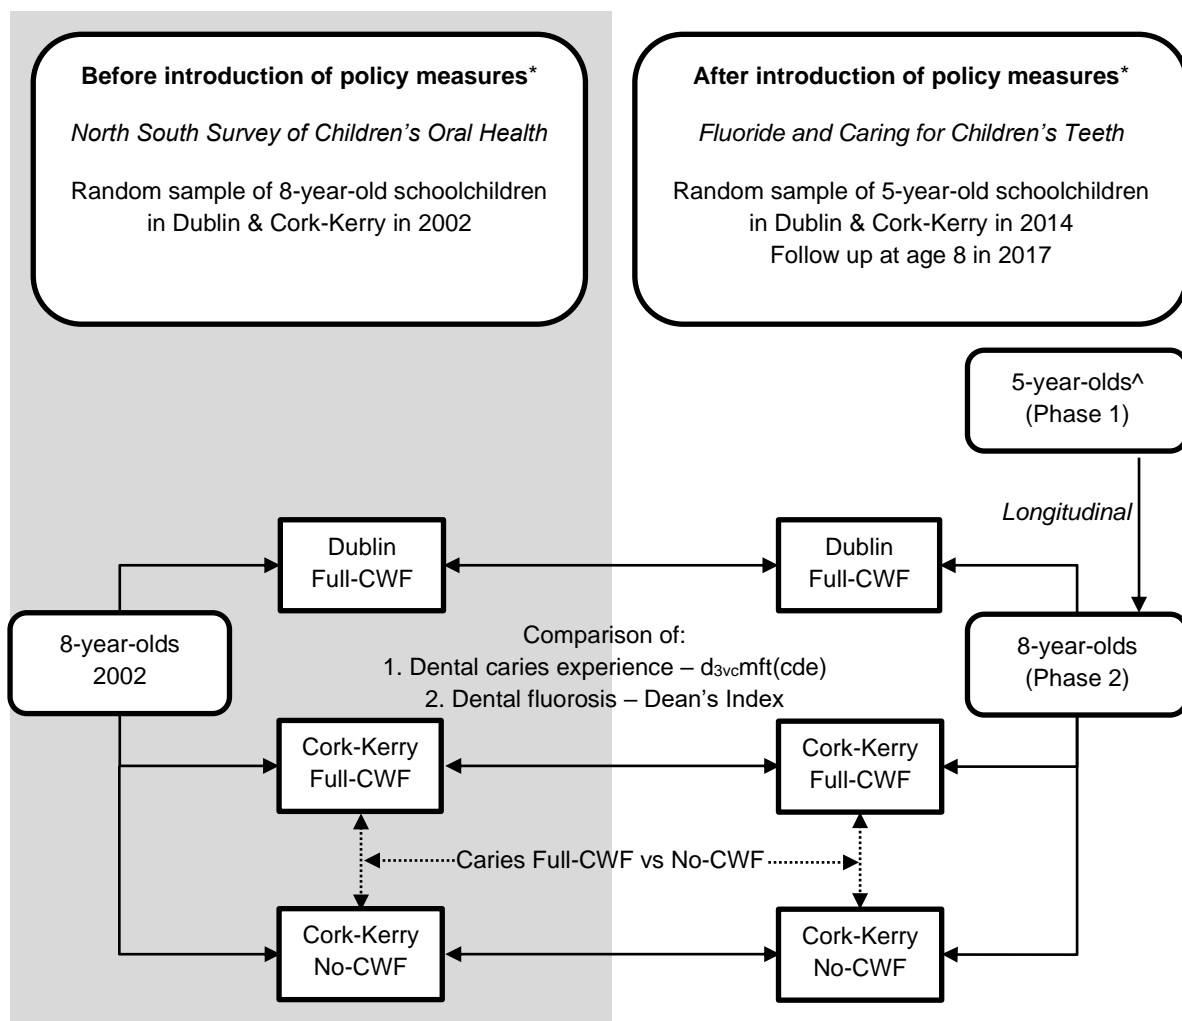 Before introduction of policy measures*
North South Survey of Children's Oral Health
Random sample of 8-year-old schoolchildren
in Dublin & Cork-Kerry in 2002
After introduction of policy measures*
Fluoride and Caring for Children's Teeth
Random sample of 5-year-old schoolchildren
in Dublin & Cork-Kerry in 2014
Follow up at age 8 in 2017
5-year-olds^
(Phase 1)
Longitudinal
Dublin
Full-CWF
Dublin
Full-CWF
8-year-olds
2002
Comparison of:
1. Dental caries experience – d3vcmft(cde)
2. Dental fluorosis – Dean's Index
8-year-olds
(Phase 2)
Cork-Kerry
Full-CWF
Cork-Kerry
Full-CWF
Caries Full-CWF vs No-CWF
Cork-Kerry
No-CWF
Cork-Kerry
No-CWF